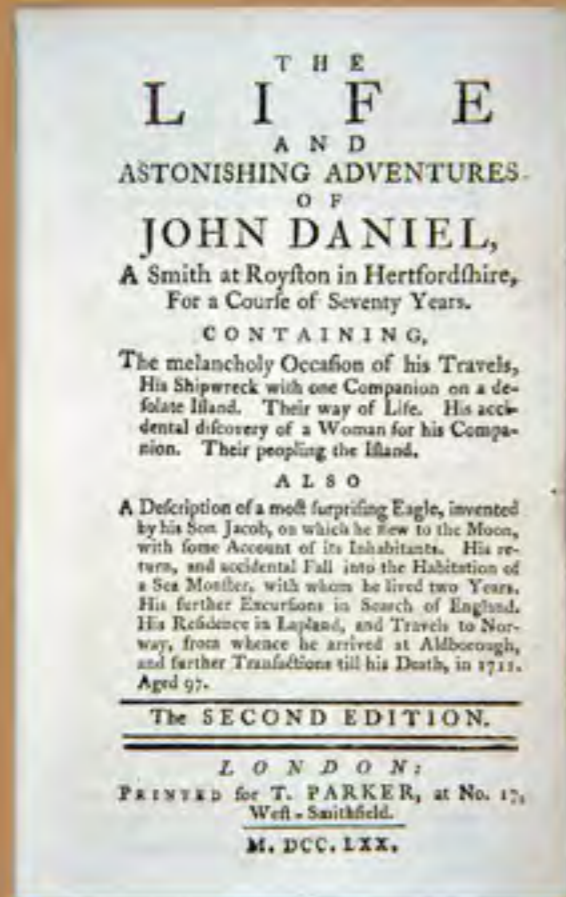 THE
LIFE
AND
ASTONISHING ADVENTURES
OF
JOHN DANIEL,
A Smith at Royſton in Hertfordſhire,
For a Courſe of Seventy Years.
CONTAINING,
The melancholy Occaſion of his Travels,
His Shipwreck with one Companion on a de-
ſolate Iſland. Their way of Life. His acci-
dental diſcovery of a Woman for his Compa-
nion. Their peopling the Iſland.
ALSO
A Deſcription of a moſt ſurpriſing Eagle, invented
by his Son Jacob, on which he flew to the Moon,
with ſome Account of its Inhabitants. His re-
turn, and accidental Fall into the Habitation of
a Sea Monſter, with whom he lived two Years.
His further Excurſions in Search of England.
His Reſidence in Lapland, and Travels to Nor-
way, from whence he arrived at Aldborough,
and further Tranſactions till his Death, in 1711.
Aged 97.
The SECOND EDITION.
LONDON:
PRINTED for T. PARKER, at No. 17,
Weſt-Smithfield.
M. DCC. LXX.